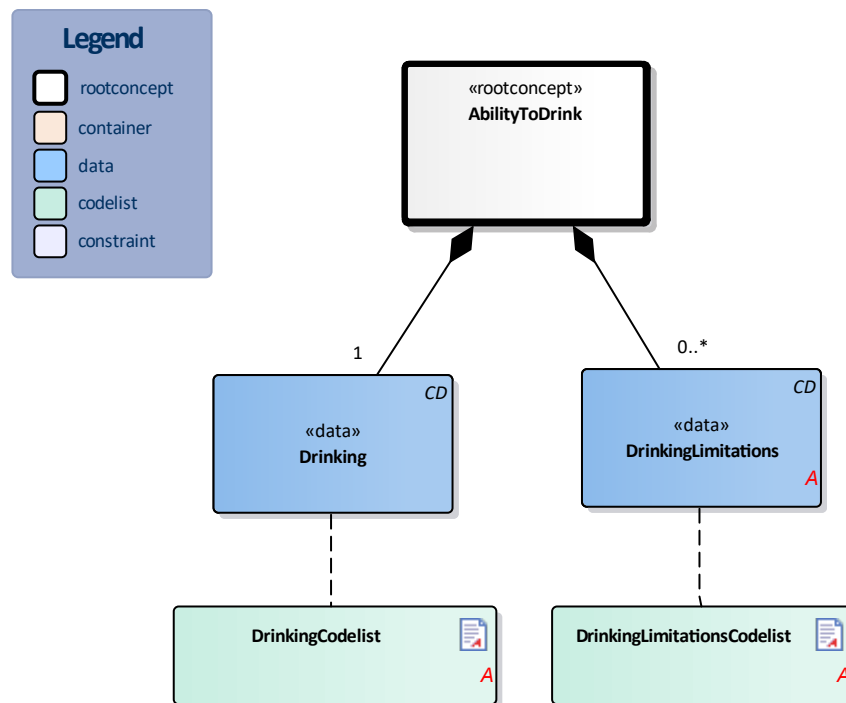 Legend
rootconcept
container
data
codelist
constraint
«rootconcept»
AbilityToDrink
1
0..*
CD
«data»
Drinking
CD
«data»
DrinkingLimitations
A
DrinkingCodelist
A
A
DrinkingLimitationsCodelist
A
A